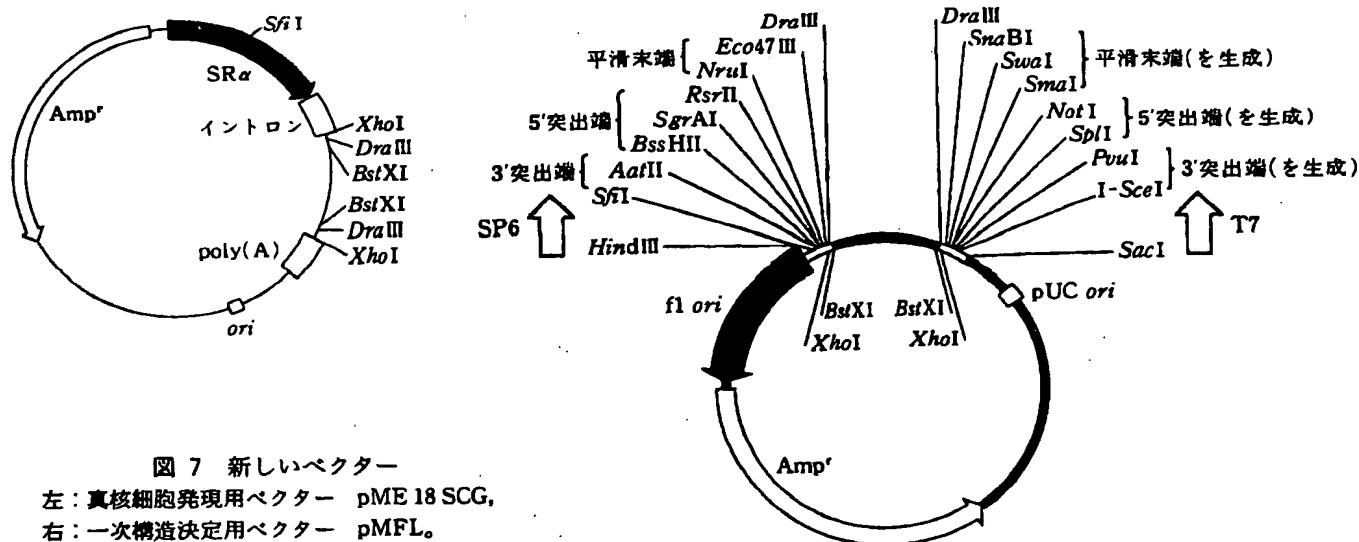 SfiI
SRα
Ampʳ
イントロン
XhoI
DraIII
BstXI
BstXI
DraIII
XhoI
poly(A)
ori
DraIII
Eco47III
平滑末端
NruI
RsrII
5′突出端
SgrAI
BssHII
3′突出端
AatII
SfiI
SP6
HindIII
DraIII
SnaBI
SwaI
平滑末端(を生成)
SmaI
NotI
5′突出端(を生成)
SplI
PvuI
3′突出端(を生成)
I-SceI
T7
SacI
f1 ori
BstXI
BstXI
XhoI
XhoI
pUC ori
Ampʳ
図 7 新しいベクター
左：真核細胞発現用ベクター pME 18 SCG,
右：一次構造決定用ベクター pMFL。